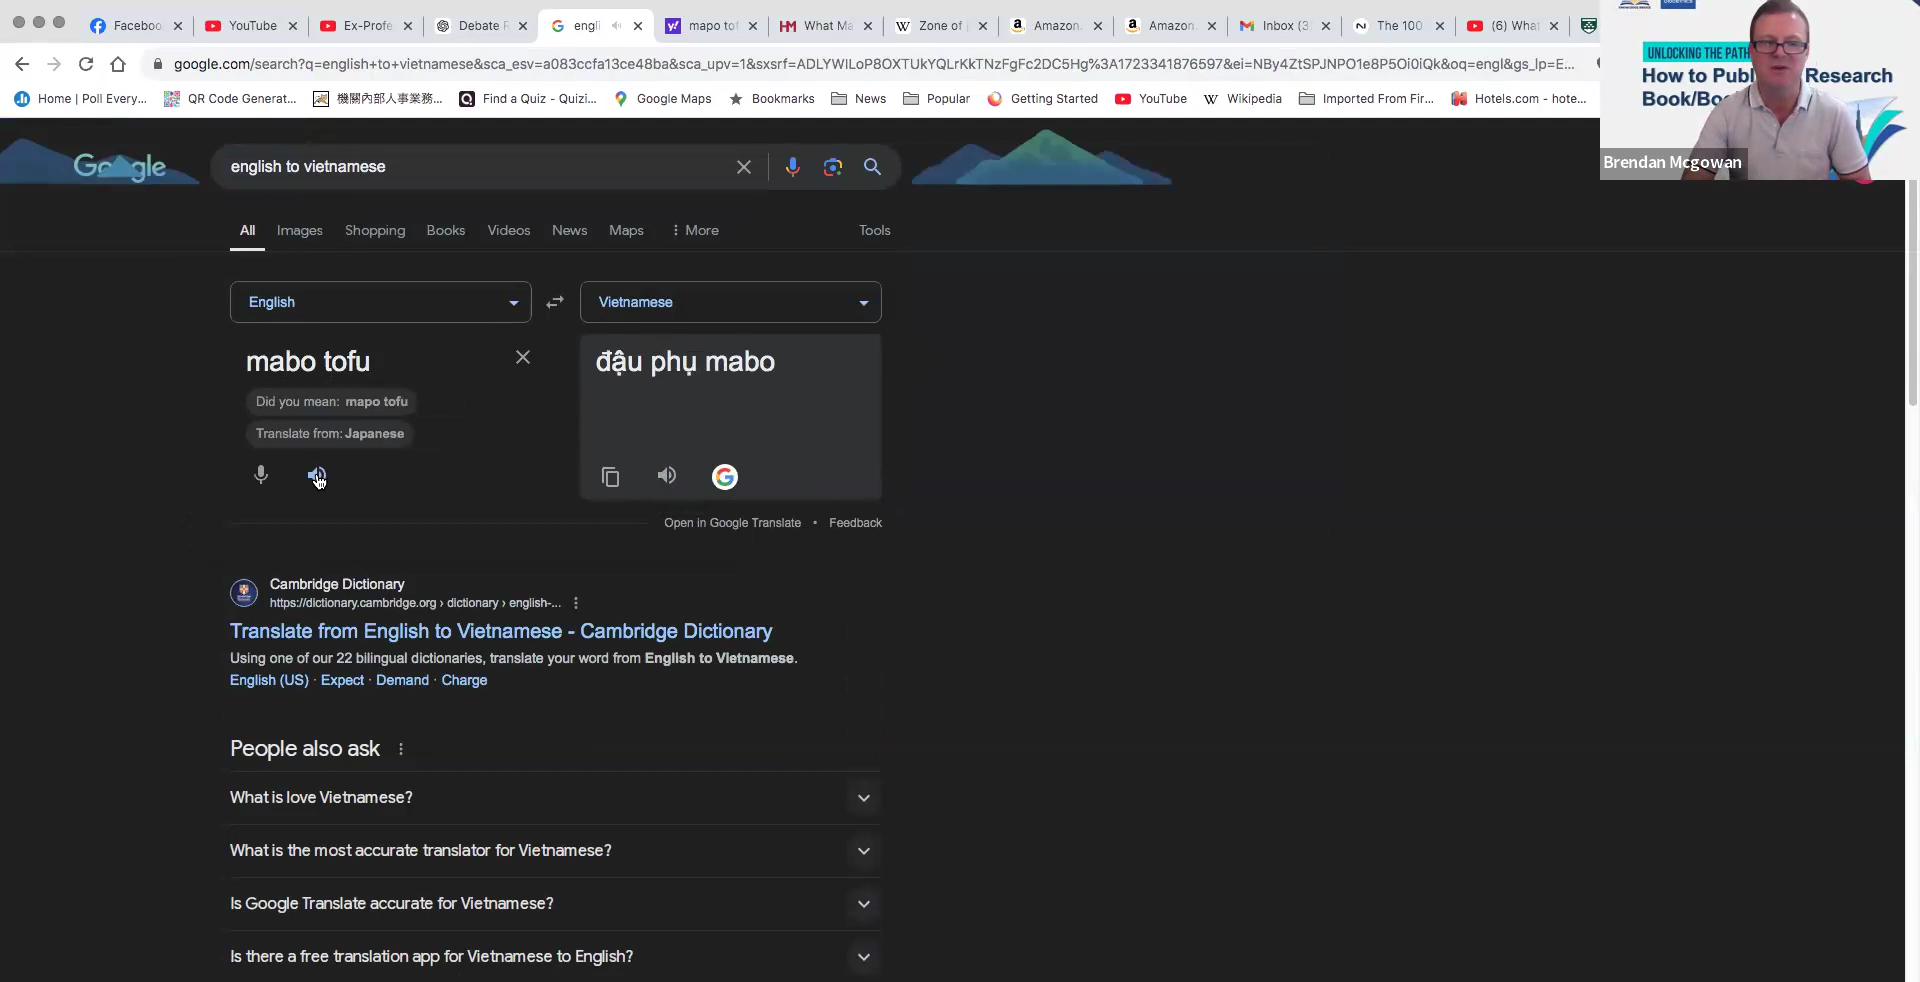 Faceboo
YouTube
Ex-Profe
Debate R
engli
mapo tof
What Ma
Zone of
Amazon.
Amazon.
Inbox (3
The 100
(6) What
google.com/search?q=english+to+vietnamese&sca_esv=a083ccfa13ce48ba&sca_upv=1&sxsrf=ADLYWILoP8OXTUkYQLrKkTNzFgFc2DC5Hg%3A1723341876597&ei=NBy4ZtSPJNPO1e8P5Oi0iQk&oq=engl&gs_lp=E...
Home | Poll Every...
QR Code Generat...
機關內部人事業務...
Find a Quiz - Quizi...
Google Maps
Bookmarks
News
Popular
Getting Started
YouTube
Wikipedia
Imported From Fir...
Hotels.com - hote...
UNLOCKING THE PATH
How to Publ Research
Book/Boo
Brendan Mcgowan
Google
english to vietnamese
All
Images
Shopping
Books
Videos
News
Maps
More
Tools
English
Vietnamese
mabo tofu
đậu phụ mabo
Did you mean: mapo tofu
Translate from: Japanese
Open in Google Translate • Feedback
Cambridge Dictionary
https://dictionary.cambridge.org › dictionary › english-...
Translate from English to Vietnamese - Cambridge Dictionary
Using one of our 22 bilingual dictionaries, translate your word from English to Vietnamese.
English (US) · Expect · Demand · Charge
People also ask
What is love Vietnamese?
What is the most accurate translator for Vietnamese?
Is Google Translate accurate for Vietnamese?
Is there a free translation app for Vietnamese to English?